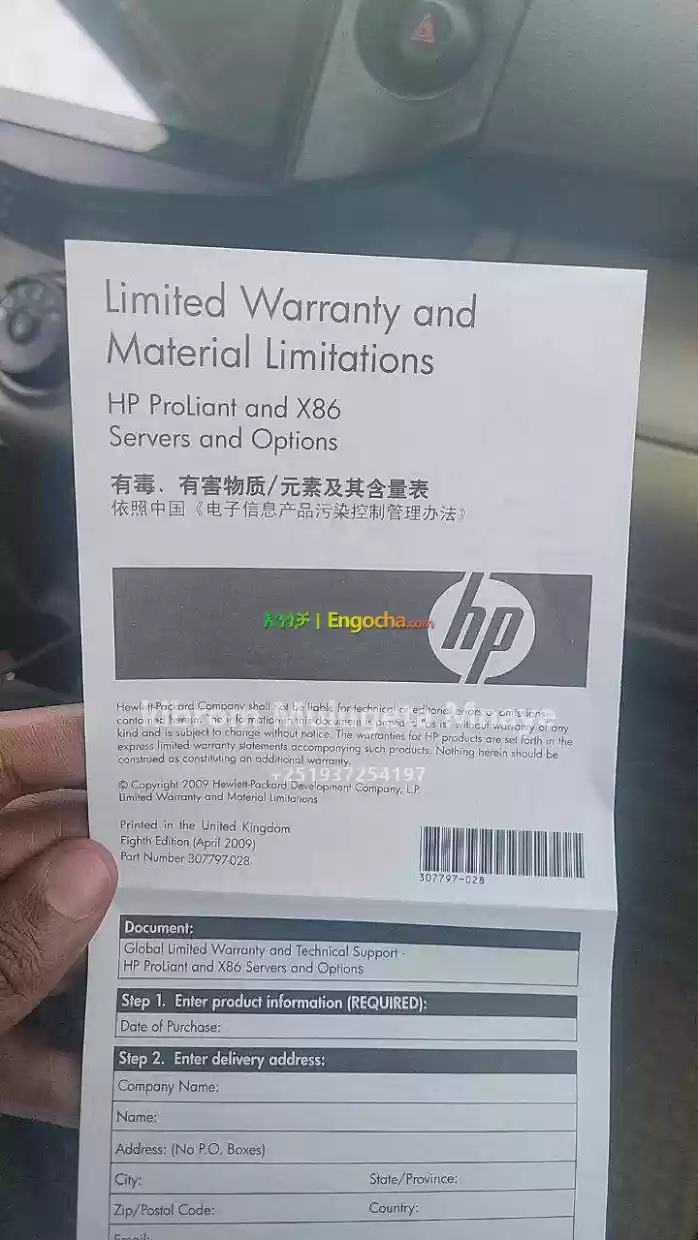 Limited Warranty and
Material Limitations
HP ProLiant and X86
Servers and Options
有毒、有害物质/元素及其含量表
依照中国《电子信息产品污染控制管理办法》
hp
እንጎቻ | Engocha.com
Hewlett-Packard Company shall not be liable for technical or editorial errors or omissions
contained herein. The information in this document is provided "as is" without warranty of any
kind and is subject to change without notice. The warranties for HP products are set forth in the
express limited warranty statements accompanying such products. Nothing herein should be
construed as constituting an additional warranty.
+251937254197
© Copyright 2009 Hewlett-Packard Development Company, L.P.
Limited Warranty and Material Limitations
Printed in the United Kingdom
Eighth Edition (April 2009)
Part Number 307797-028
307797-028
Document:
Global Limited Warranty and Technical Support -
HP ProLiant and X86 Servers and Options
Step 1. Enter product information (REQUIRED):
Date of Purchase:
Step 2. Enter delivery address:
Company Name:
Name:
Address: (No P.O. Boxes)
City: State/Province:
Zip/Postal Code: Country:
Email: